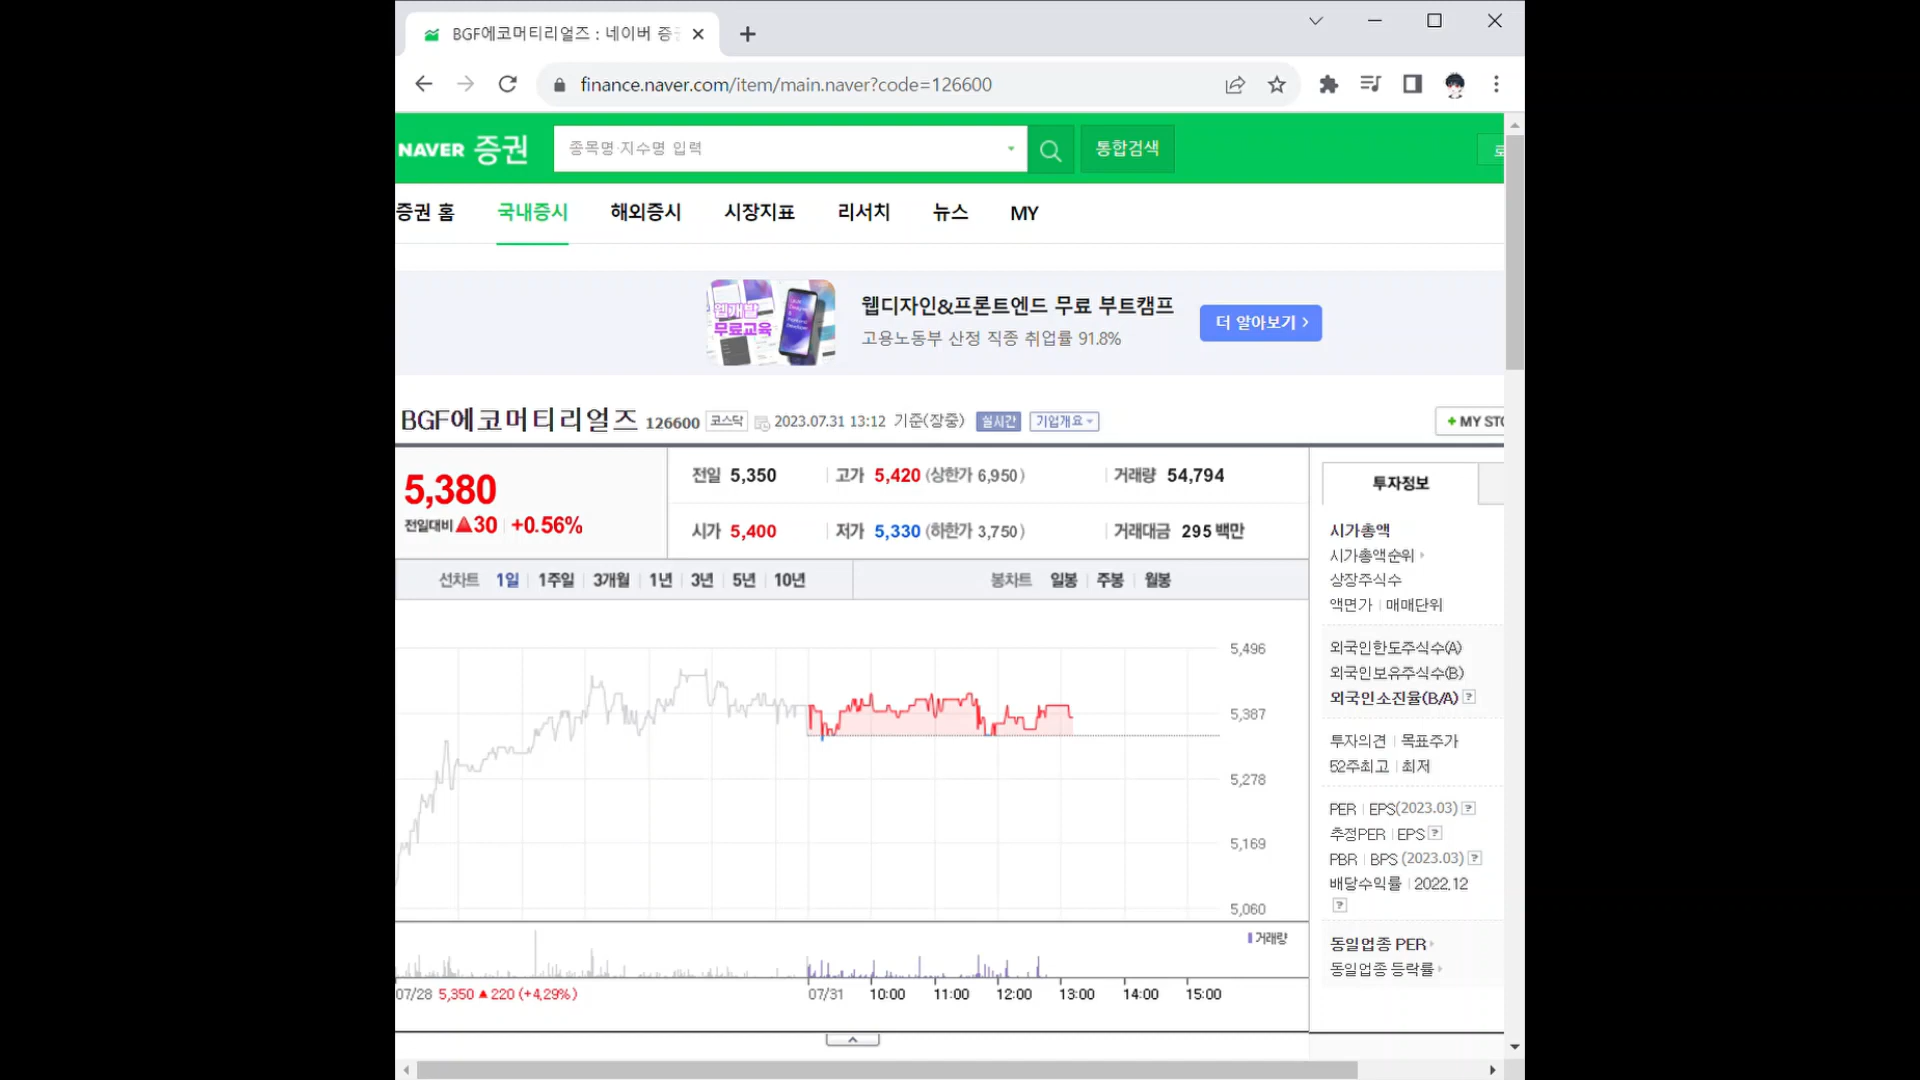 BGF에코머티리얼즈 : 네이버 증
finance.naver.com/item/main.naver?code=126600
NAVER 증권
종목명·지수명 입력
통합검색
증권 홈 국내증시 해외증시 시장지표 리서치 뉴스 MY
웹개발
무료교육
웹디자인&프론트엔드 무료 부트캠프
고용노동부 산정 직종 취업률 91.8%
더 알아보기
BGF에코머티리얼즈 126600 코스닥 2023.07.31 13:12 기준(장중) 실시간 기업개요
+ MY STO
5,380
전일대비 ▲30 +0.56%
전일 5,350 고가 5,420 (상한가 6,950) 거래량 54,794
시가 5,400 저가 5,330 (하한가 3,750) 거래대금 295 백만
선차트 1일 1주일 3개월 1년 3년 5년 10년 봉차트 일봉 주봉 월봉
5,496
5,387
5,278
5,169
5,060
거래량
07/28 5,350 ▲ 220 (+4,29%)
07/31 10:00 11:00 12:00 13:00 14:00 15:00
투자정보
시가총액
시가총액순위
상장주식수
액면가 | 매매단위
외국인한도주식수(A)
외국인보유주식수(B)
외국인소진율(B/A) ?
투자의견 | 목표주가
52주최고 | 최저
PER | EPS(2023.03) ?
추정PER | EPS ?
PBR | BPS (2023.03) ?
배당수익률 | 2022.12
?
동일업종 PER
동일업종 등락률